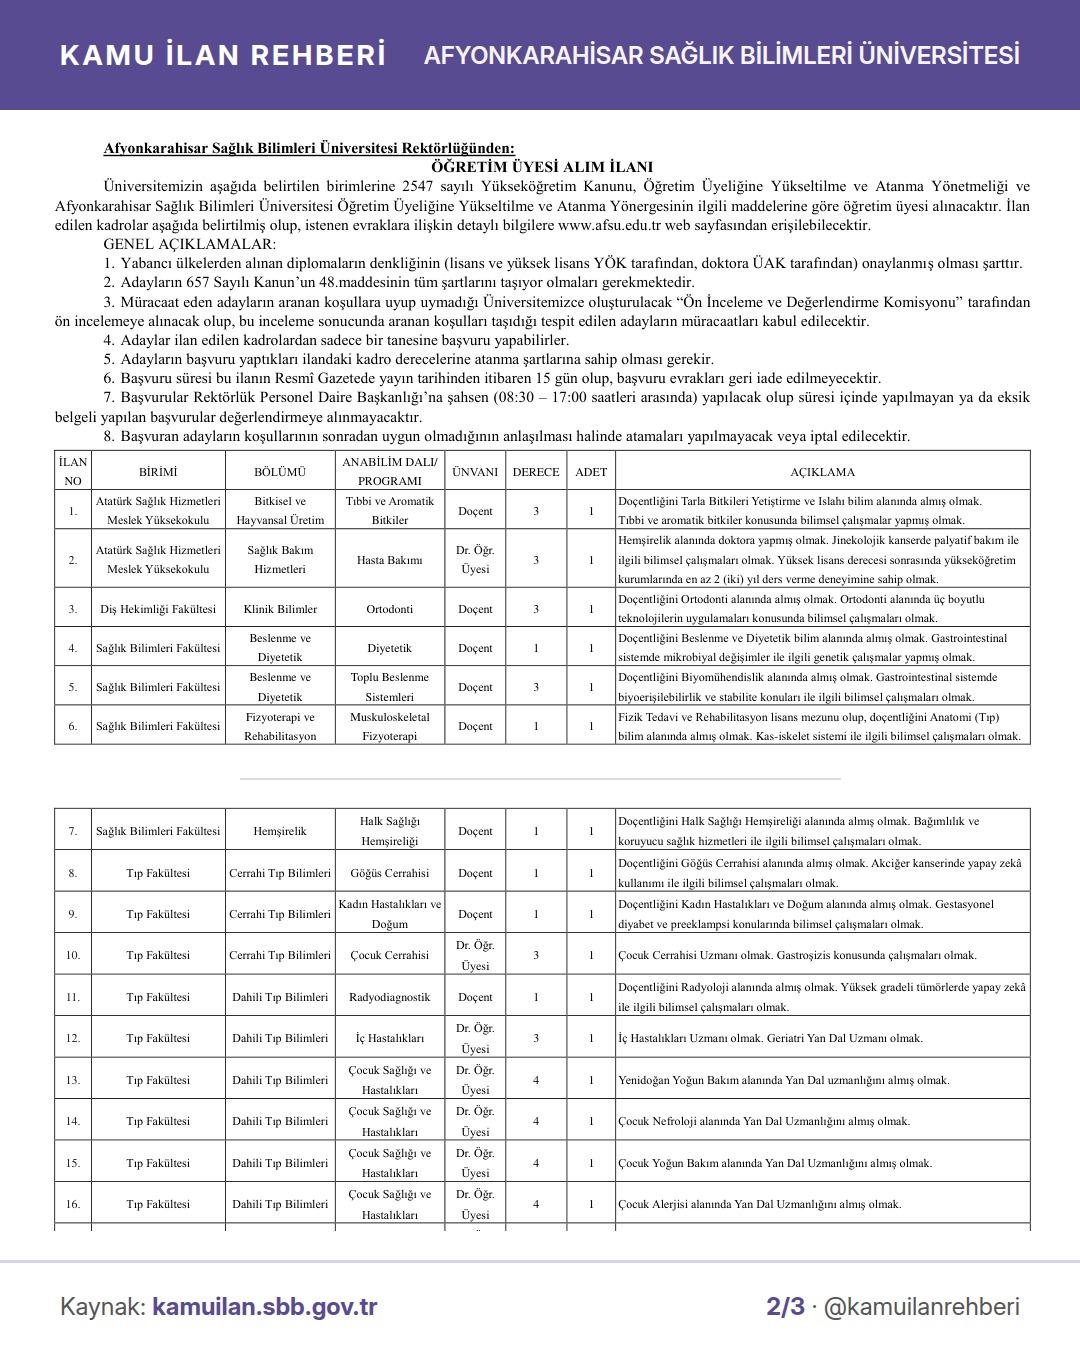 KAMU İLAN REHBERİ AFYONKARAHİSAR SAĞLIK BİLİMLERİ ÜNİVERSİTESİ
Afyonkarahisar Sağlık Bilimleri Üniversitesi Rektörlüğünden:
ÖĞRETİM ÜYESİ ALIM İLANI
Üniversitemizin aşağıda belirtilen birimlerine 2547 sayılı Yükseköğretim Kanunu, Öğretim Üyeliğine Yükseltilme ve Atanma Yönetmeliği ve
Afyonkarahisar Sağlık Bilimleri Üniversitesi Öğretim Üyeliğine Yükseltilme ve Atanma Yönergesinin ilgili maddelerine göre öğretim üyesi alınacaktır. İlan
edilen kadrolar aşağıda belirtilmiş olup, istenen evraklara ilişkin detaylı bilgilere www.afsu.edu.tr web sayfasından erişilebilecektir.
GENEL AÇIKLAMALAR:
1. Yabancı ülkelerden alınan diplomaların denkliğinin (lisans ve yüksek lisans YÖK tarafından, doktora ÜAK tarafından) onaylanmış olması şarttır.
2. Adayların 657 Sayılı Kanun’un 48.maddesinin tüm şartlarını taşıyor olmaları gerekmektedir.
3. Müracaat eden adayların aranan koşullara uyup uymadığı Üniversitemizce oluşturulacak “Ön İnceleme ve Değerlendirme Komisyonu” tarafından
ön incelemeye alınacak olup, bu inceleme sonucunda aranan koşulları taşıdığı tespit edilen adayların müracaatları kabul edilecektir.
4. Adaylar ilan edilen kadrolardan sadece bir tanesine başvuru yapabilirler.
5. Adayların başvuru yaptıkları ilandaki kadro derecelerine atanma şartlarına sahip olması gerekir.
6. Başvuru süresi bu ilanın Resmî Gazetede yayın tarihinden itibaren 15 gün olup, başvuru evrakları geri iade edilmeyecektir.
7. Başvurular Rektörlük Personel Daire Başkanlığı’na şahsen (08:30 – 17:00 saatleri arasında) yapılacak olup süresi içinde yapılmayan ya da eksik
belgeli yapılan başvurular değerlendirmeye alınmayacaktır.
8. Başvuran adayların koşullarının sonradan uygun olmadığının anlaşılması halinde atamaları yapılmayacak veya iptal edilecektir.
İLAN NO BİRİMİ BÖLÜMÜ ANABİLİM DALI/ PROGRAMI ÜNVANI DERECE ADET AÇIKLAMA
1. Atatürk Sağlık Hizmetleri Meslek Yüksekokulu Bitkisel ve Hayvansal Üretim Tıbbi ve Aromatik Bitkiler Doçent 3 1 Doçentliğini Tarla Bitkileri Yetiştirme ve Islahı bilim alanında almış olmak.
Tıbbi ve aromatik bitkiler konusunda bilimsel çalışmalar yapmış olmak.
2. Atatürk Sağlık Hizmetleri Meslek Yüksekokulu Sağlık Bakım Hizmetleri Hasta Bakımı Dr. Öğr. Üyesi 3 1 Hemşirelik alanında doktora yapmış olmak. Jinekolojik kanserde palyatif bakım ile
ilgili bilimsel çalışmaları olmak. Yüksek lisans derecesi sonrasında yükseköğretim
kurumlarında en az 2 (iki) yıl ders verme deneyimine sahip olmak.
3. Diş Hekimliği Fakültesi Klinik Bilimler Ortodonti Doçent 3 1 Doçentliğini Ortodonti alanında almış olmak. Ortodonti alanında üç boyutlu
teknolojilerin uygulamaları konusunda bilimsel çalışmaları olmak.
4. Sağlık Bilimleri Fakültesi Beslenme ve Diyetetik Diyetetik Doçent 1 1 Doçentliğini Beslenme ve Diyetetik bilim alanında almış olmak. Gastrointestinal
sistemde mikrobiyal değişimler ile ilgili genetik çalışmalar yapmış olmak.
5. Sağlık Bilimleri Fakültesi Beslenme ve Diyetetik Toplu Beslenme Sistemleri Doçent 3 1 Doçentliğini Biyomühendislik alanında almış olmak. Gastrointestinal sistemde
biyoerişilebilirlik ve stabilite konuları ile ilgili bilimsel çalışmaları olmak.
6. Sağlık Bilimleri Fakültesi Fizyoterapi ve Rehabilitasyon Muskuloskeletal Fizyoterapi Doçent 1 1 Fizik Tedavi ve Rehabilitasyon lisans mezunu olup, doçentliğini Anatomi (Tıp)
bilim alanında almış olmak. Kas-iskelet sistemi ile ilgili bilimsel çalışmaları olmak.
7. Sağlık Bilimleri Fakültesi Hemşirelik Halk Sağlığı Hemşireliği Doçent 1 1 Doçentliğini Halk Sağlığı Hemşireliği alanında almış olmak. Bağımlılık ve
koruyucu sağlık hizmetleri ile ilgili bilimsel çalışmaları olmak.
8. Tıp Fakültesi Cerrahi Tıp Bilimleri Göğüs Cerrahisi Doçent 1 1 Doçentliğini Göğüs Cerrahisi alanında almış olmak. Akciğer kanserinde yapay zekâ
kullanımı ile ilgili bilimsel çalışmaları olmak.
9. Tıp Fakültesi Cerrahi Tıp Bilimleri Kadın Hastalıkları ve Doğum Doçent 1 1 Doçentliğini Kadın Hastalıkları ve Doğum alanında almış olmak. Gestasyonel
diyabet ve preeklampsi konularında bilimsel çalışmaları olmak.
10. Tıp Fakültesi Cerrahi Tıp Bilimleri Çocuk Cerrahisi Dr. Öğr. Üyesi 3 1 Çocuk Cerrahisi Uzmanı olmak. Gastroşizis konusunda çalışmaları olmak.
11. Tıp Fakültesi Dahili Tıp Bilimleri Radyodiagnostik Doçent 1 1 Doçentliğini Radyoloji alanında almış olmak. Yüksek gradeli tümörlerde yapay zekâ
ile ilgili bilimsel çalışmaları olmak.
12. Tıp Fakültesi Dahili Tıp Bilimleri İç Hastalıkları Dr. Öğr. Üyesi 3 1 İç Hastalıkları Uzmanı olmak. Geriatri Yan Dal Uzmanı olmak.
13. Tıp Fakültesi Dahili Tıp Bilimleri Çocuk Sağlığı ve Hastalıkları Dr. Öğr. Üyesi 4 1 Yenidoğan Yoğun Bakım alanında Yan Dal uzmanlığını almış olmak.
14. Tıp Fakültesi Dahili Tıp Bilimleri Çocuk Sağlığı ve Hastalıkları Dr. Öğr. Üyesi 4 1 Çocuk Nefroloji alanında Yan Dal Uzmanlığını almış olmak.
15. Tıp Fakültesi Dahili Tıp Bilimleri Çocuk Sağlığı ve Hastalıkları Dr. Öğr. Üyesi 4 1 Çocuk Yoğun Bakım alanında Yan Dal Uzmanlığını almış olmak.
16. Tıp Fakültesi Dahili Tıp Bilimleri Çocuk Sağlığı ve Hastalıkları Dr. Öğr. Üyesi 4 1 Çocuk Alerjisi alanında Yan Dal Uzmanlığını almış olmak.
Kaynak: kamuilan.sbb.gov.tr 2/3 · @kamuilanrehberi